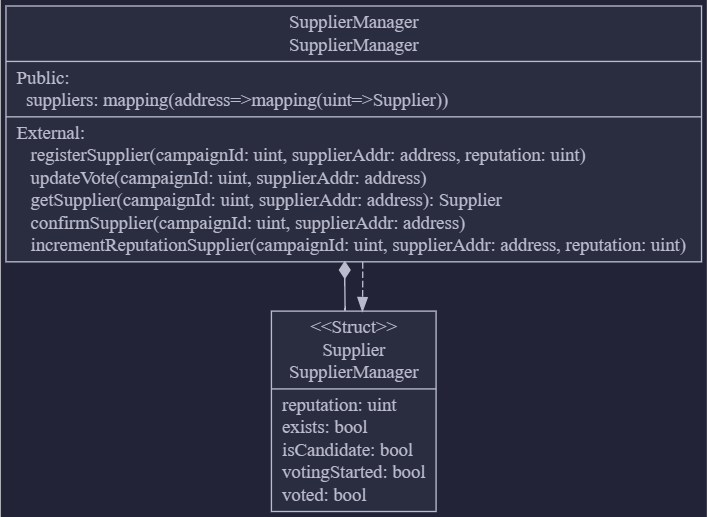 SupplierManager
SupplierManager
Public:
suppliers: mapping(address=>mapping(uint=>Supplier))
External:
registerSupplier(campaignId: uint, supplierAddr: address, reputation: uint)
updateVote(campaignId: uint, supplierAddr: address)
getSupplier(campaignId: uint, supplierAddr: address): Supplier
confirmSupplier(campaignId: uint, supplierAddr: address)
incrementReputationSupplier(campaignId: uint, supplierAddr: address, reputation: uint)
<<Struct>>
Supplier
SupplierManager
reputation: uint
exists: bool
isCandidate: bool
votingStarted: bool
voted: bool